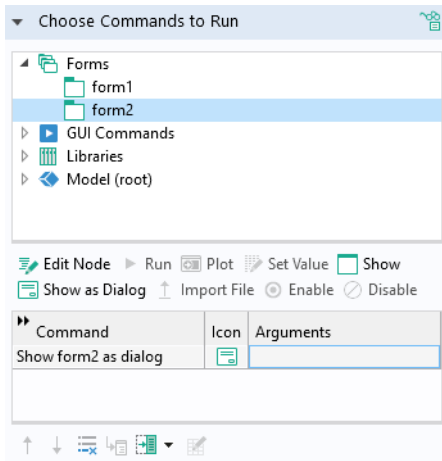 Choose Commands to Run
Forms
form1
form2
GUI Commands
Libraries
Model (root)
Edit Node Run Plot Set Value Show
Show as Dialog Import File Enable Disable
Command Icon Arguments
Show form2 as dialog